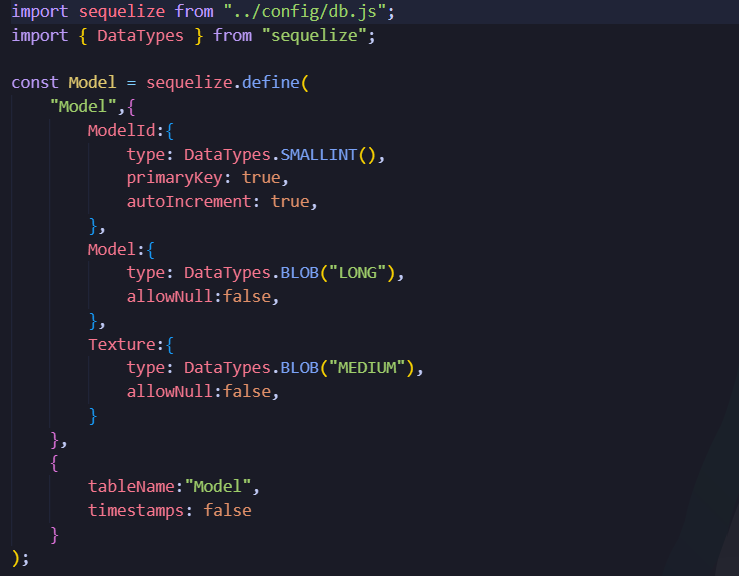 import sequelize from "../config/db.js";
import { DataTypes } from "sequelize";

const Model = sequelize.define(
    "Model",{
        ModelId:{
            type: DataTypes.SMALLINT(),
            primaryKey: true,
            autoIncrement: true,
        },
        Model:{
            type: DataTypes.BLOB("LONG"),
            allowNull:false,
        },
        Texture:{
            type: DataTypes.BLOB("MEDIUM"),
            allowNull:false,
        }
    },
    {
        tableName:"Model",
        timestamps: false
    }
);